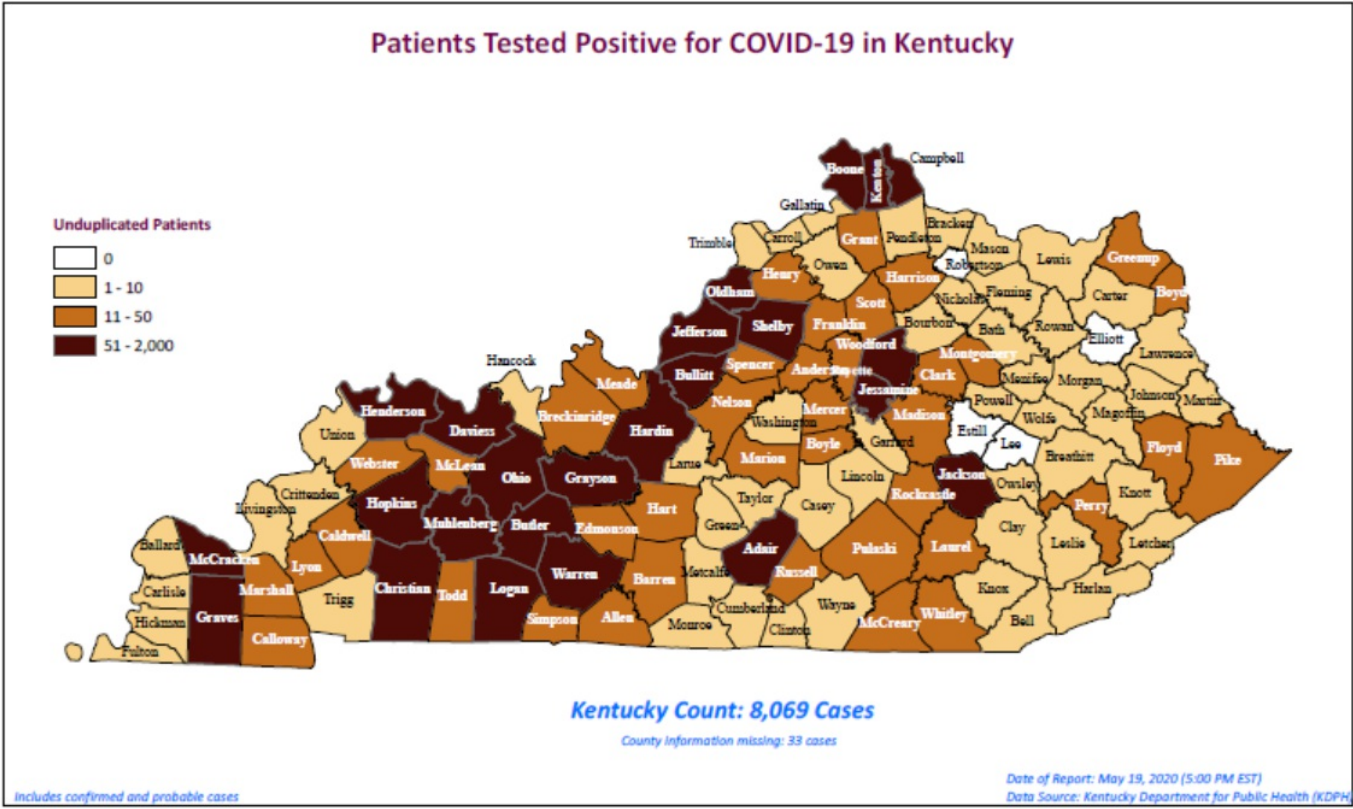 Patients Tested Positive for COVID-19 in Kentucky
Unduplicated Patients
0
1 - 10
11 - 50
51 - 2,000
Boone
Kenton
Campbell
Gallatin
Trimble
Carroll
Owen
Grant
Pendleton
Bracken
Mason
Robertson
Lewis
Greenup
Boyd
Carter
Elliott
Lawrence
Henry
Oldham
Harrison
Nicholas
Fleming
Rowan
Bath
Bourbon
Scott
Franklin
Shelby
Jefferson
Woodford
Montgomery
Clark
Menifee
Morgan
Johnson
Martin
Magoffin
Powell
Wolfe
Spencer
Anderson
Jessamine
Bullitt
Meade
Hancock
Breckinridge
Nelson
Washington
Mercer
Madison
Estill
Lee
Breathitt
Floyd
Pike
Henderson
Daviess
Union
Webster
McLean
Ohio
Hardin
Grayson
Larue
Marion
Boyle
Garrard
Lincoln
Jackson
Owsley
Knott
Perry
Crittenden
Livingston
Hopkins
Muhlenberg
Butler
Edmonson
Hart
Taylor
Green
Casey
Rockcastle
Clay
Leslie
Letcher
Ballard
McCracken
Caldwell
Lyon
Christian
Todd
Logan
Warren
Barren
Metcalfe
Adair
Russell
Pulaski
Laurel
Knox
Harlan
Carlisle
Graves
Marshall
Trigg
Simpson
Allen
Monroe
Cumberland
Clinton
Wayne
McCreary
Whitley
Bell
Hickman
Fulton
Calloway
Kentucky Count: 8,069 Cases
County Information missing: 33 cases
Date of Report: May 19, 2020 (5:00 PM EST)
Includes confirmed and probable cases
Data Source: Kentucky Department for Public Health (KDPH)